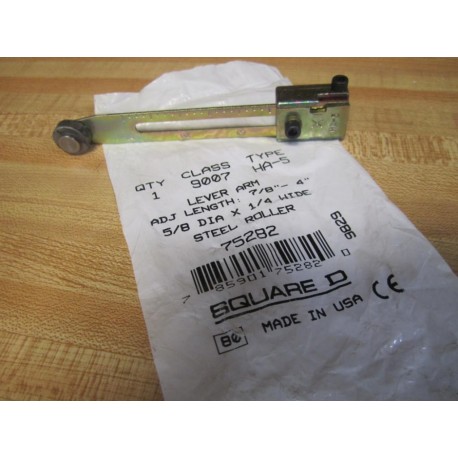 QTY CLASS TYPE
1 9007 HA-5
LEVER ARM
ADJ LENGTH: 7/8"- 4"
5/8 DIA X 1/4 WIDE
STEEL ROLLER
75282
6286
7 85901 75282 0
SQUARE D
MADE IN USA CE